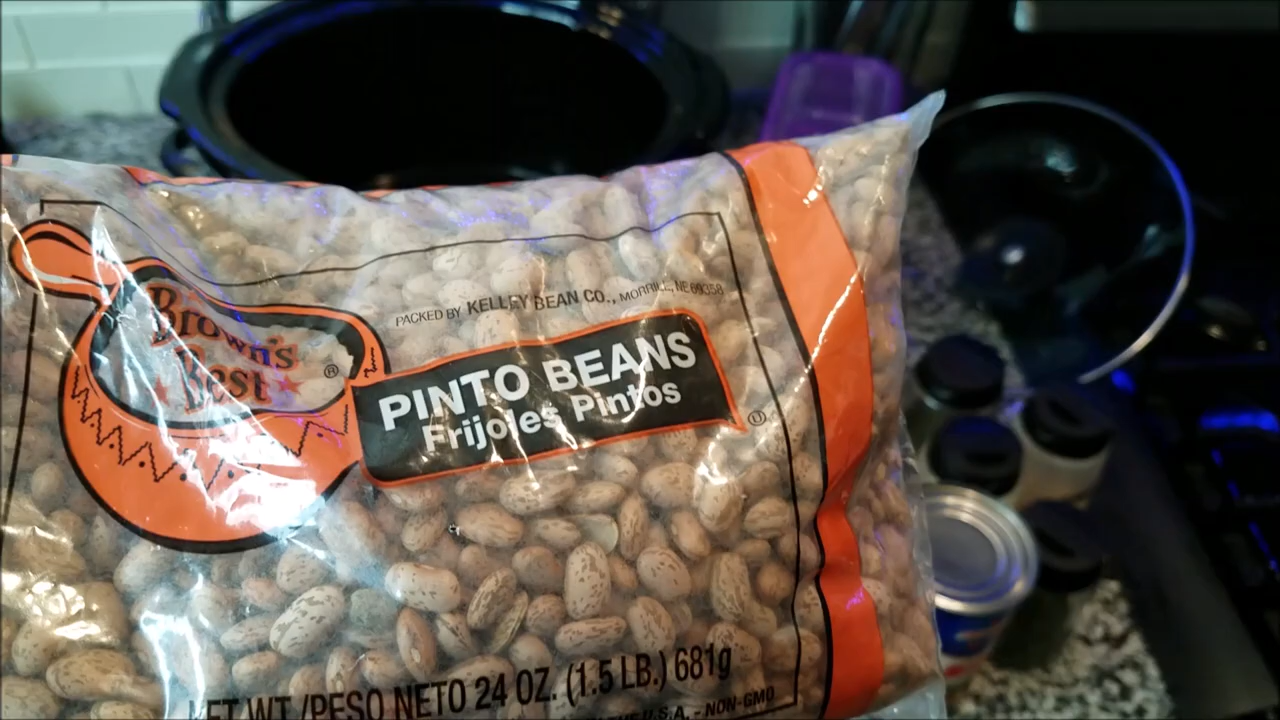 Brown's
Best
®
PACKED BY KELLEY BEAN CO., MORRILL, NE 69358
PINTO BEANS
Frijoles Pintos
U
NET WT./PESO NETO 24 OZ. (1.5 LB.) 681g
THE U.S.A. - NON-GMO